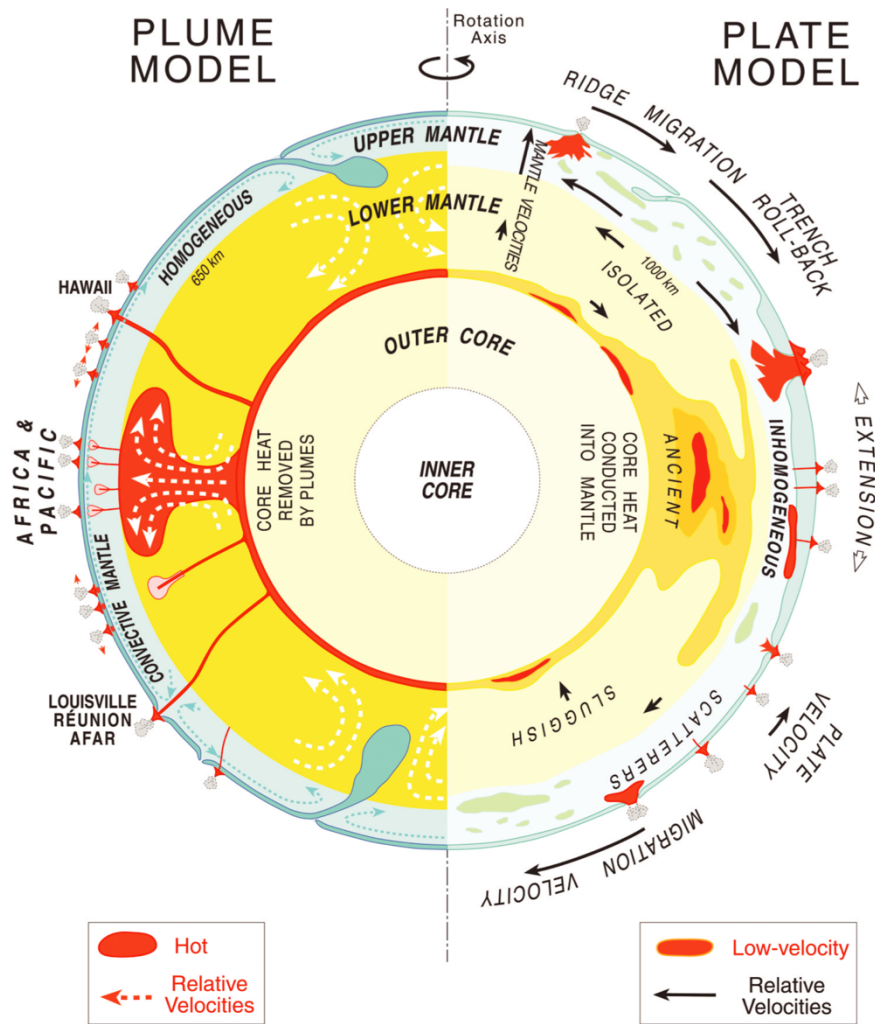 PLUME
MODEL
Rotation
Axis
PLATE
MODEL
RIDGE MIGRATION
TRENCH
ROLL-BACK
UPPER MANTLE
MANTLE VELOCITIES
LOWER MANTLE
HOMOGENEOUS
650 km
1000 km
ISOLATED
HAWAII
OUTER CORE
AFRICA &
PACIFIC
CORE HEAT
REMOVED
BY PLUMES
INNER
CORE
CORE HEAT
CONDUCTED
INTO MANTLE
ANCIENT
INHOMOGENEOUS
EXTENSION
CONVECTIVE MANTLE
LOUISVILLE
RÉUNION
AFAR
SLUGGISH
SCATTERERS
PLATE
VELOCITY
MIGRATION VELOCITY
Hot
Relative
Velocities
Low-velocity
Relative
Velocities